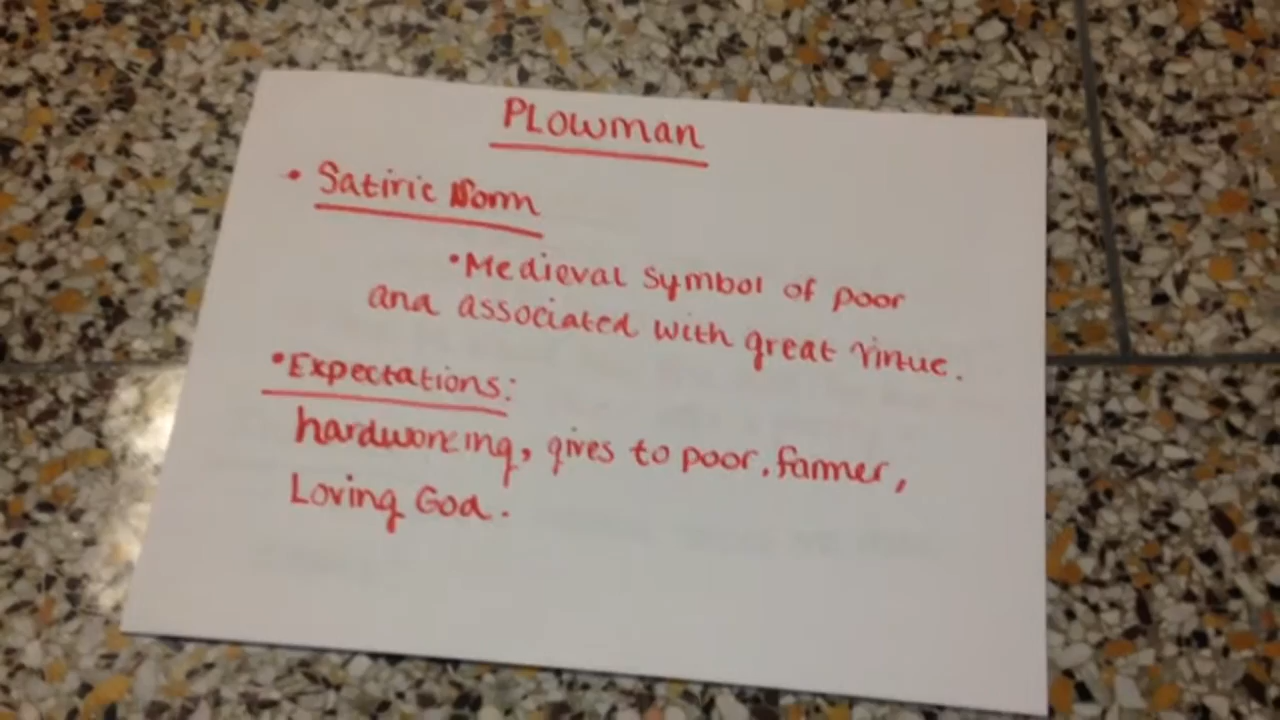 PLOWMAN
• Satiric Norm
• Medieval symbol of poor
and associated with great virtue.
• Expectations:
hardworking, gives to poor, farmer,
Loving God.